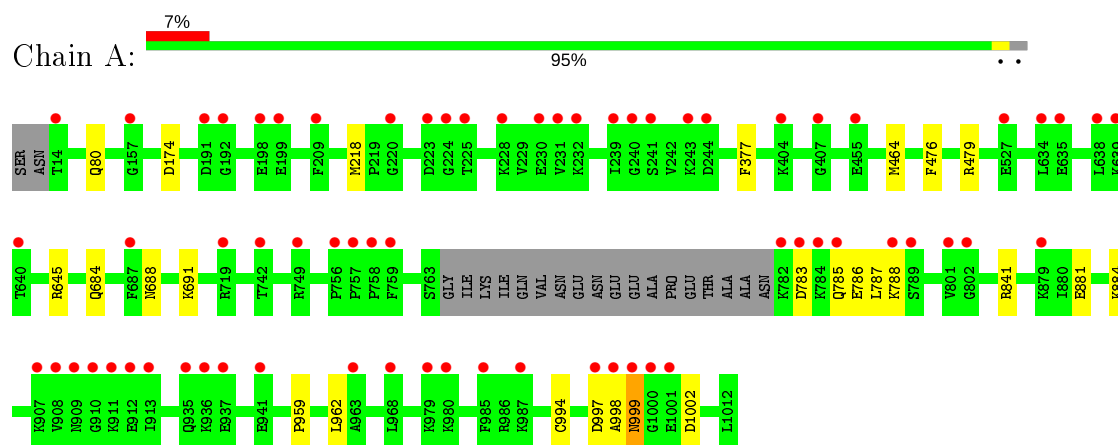 7%
Chain A:
95%
SER ASN T14 Q80 G157 D174 D191 G192 E198 E199 F209 M218 P219 G220 D223 G224 T225 K228 V229 E230 V231 K232 I239 G240 S241 V242 K243 D244 F377 K404 G407 E455 M464 F476 R479 E527 L634 E635 L638 K639
T640 R645 Q684 F687 N688 K691 R719 T742 R749 P756 P757 P758 F759 S763 GLY ILE LYS ILE GLN VAL ASN GLU ASN GLU GLU ALA PRO GLU THR ALA ALA ASN K782 D783 K784 Q785 E786 L787 K788 S789 V801 G802 R841 K879 I880 E881 K884
K907 V908 N909 G910 K911 E912 I913 Q935 K936 E937 E941 P959 L962 A963 L968 K979 K980 F985 R986 K987 C994 D997 A998 N999 G1000 E1001 D1002 L1012